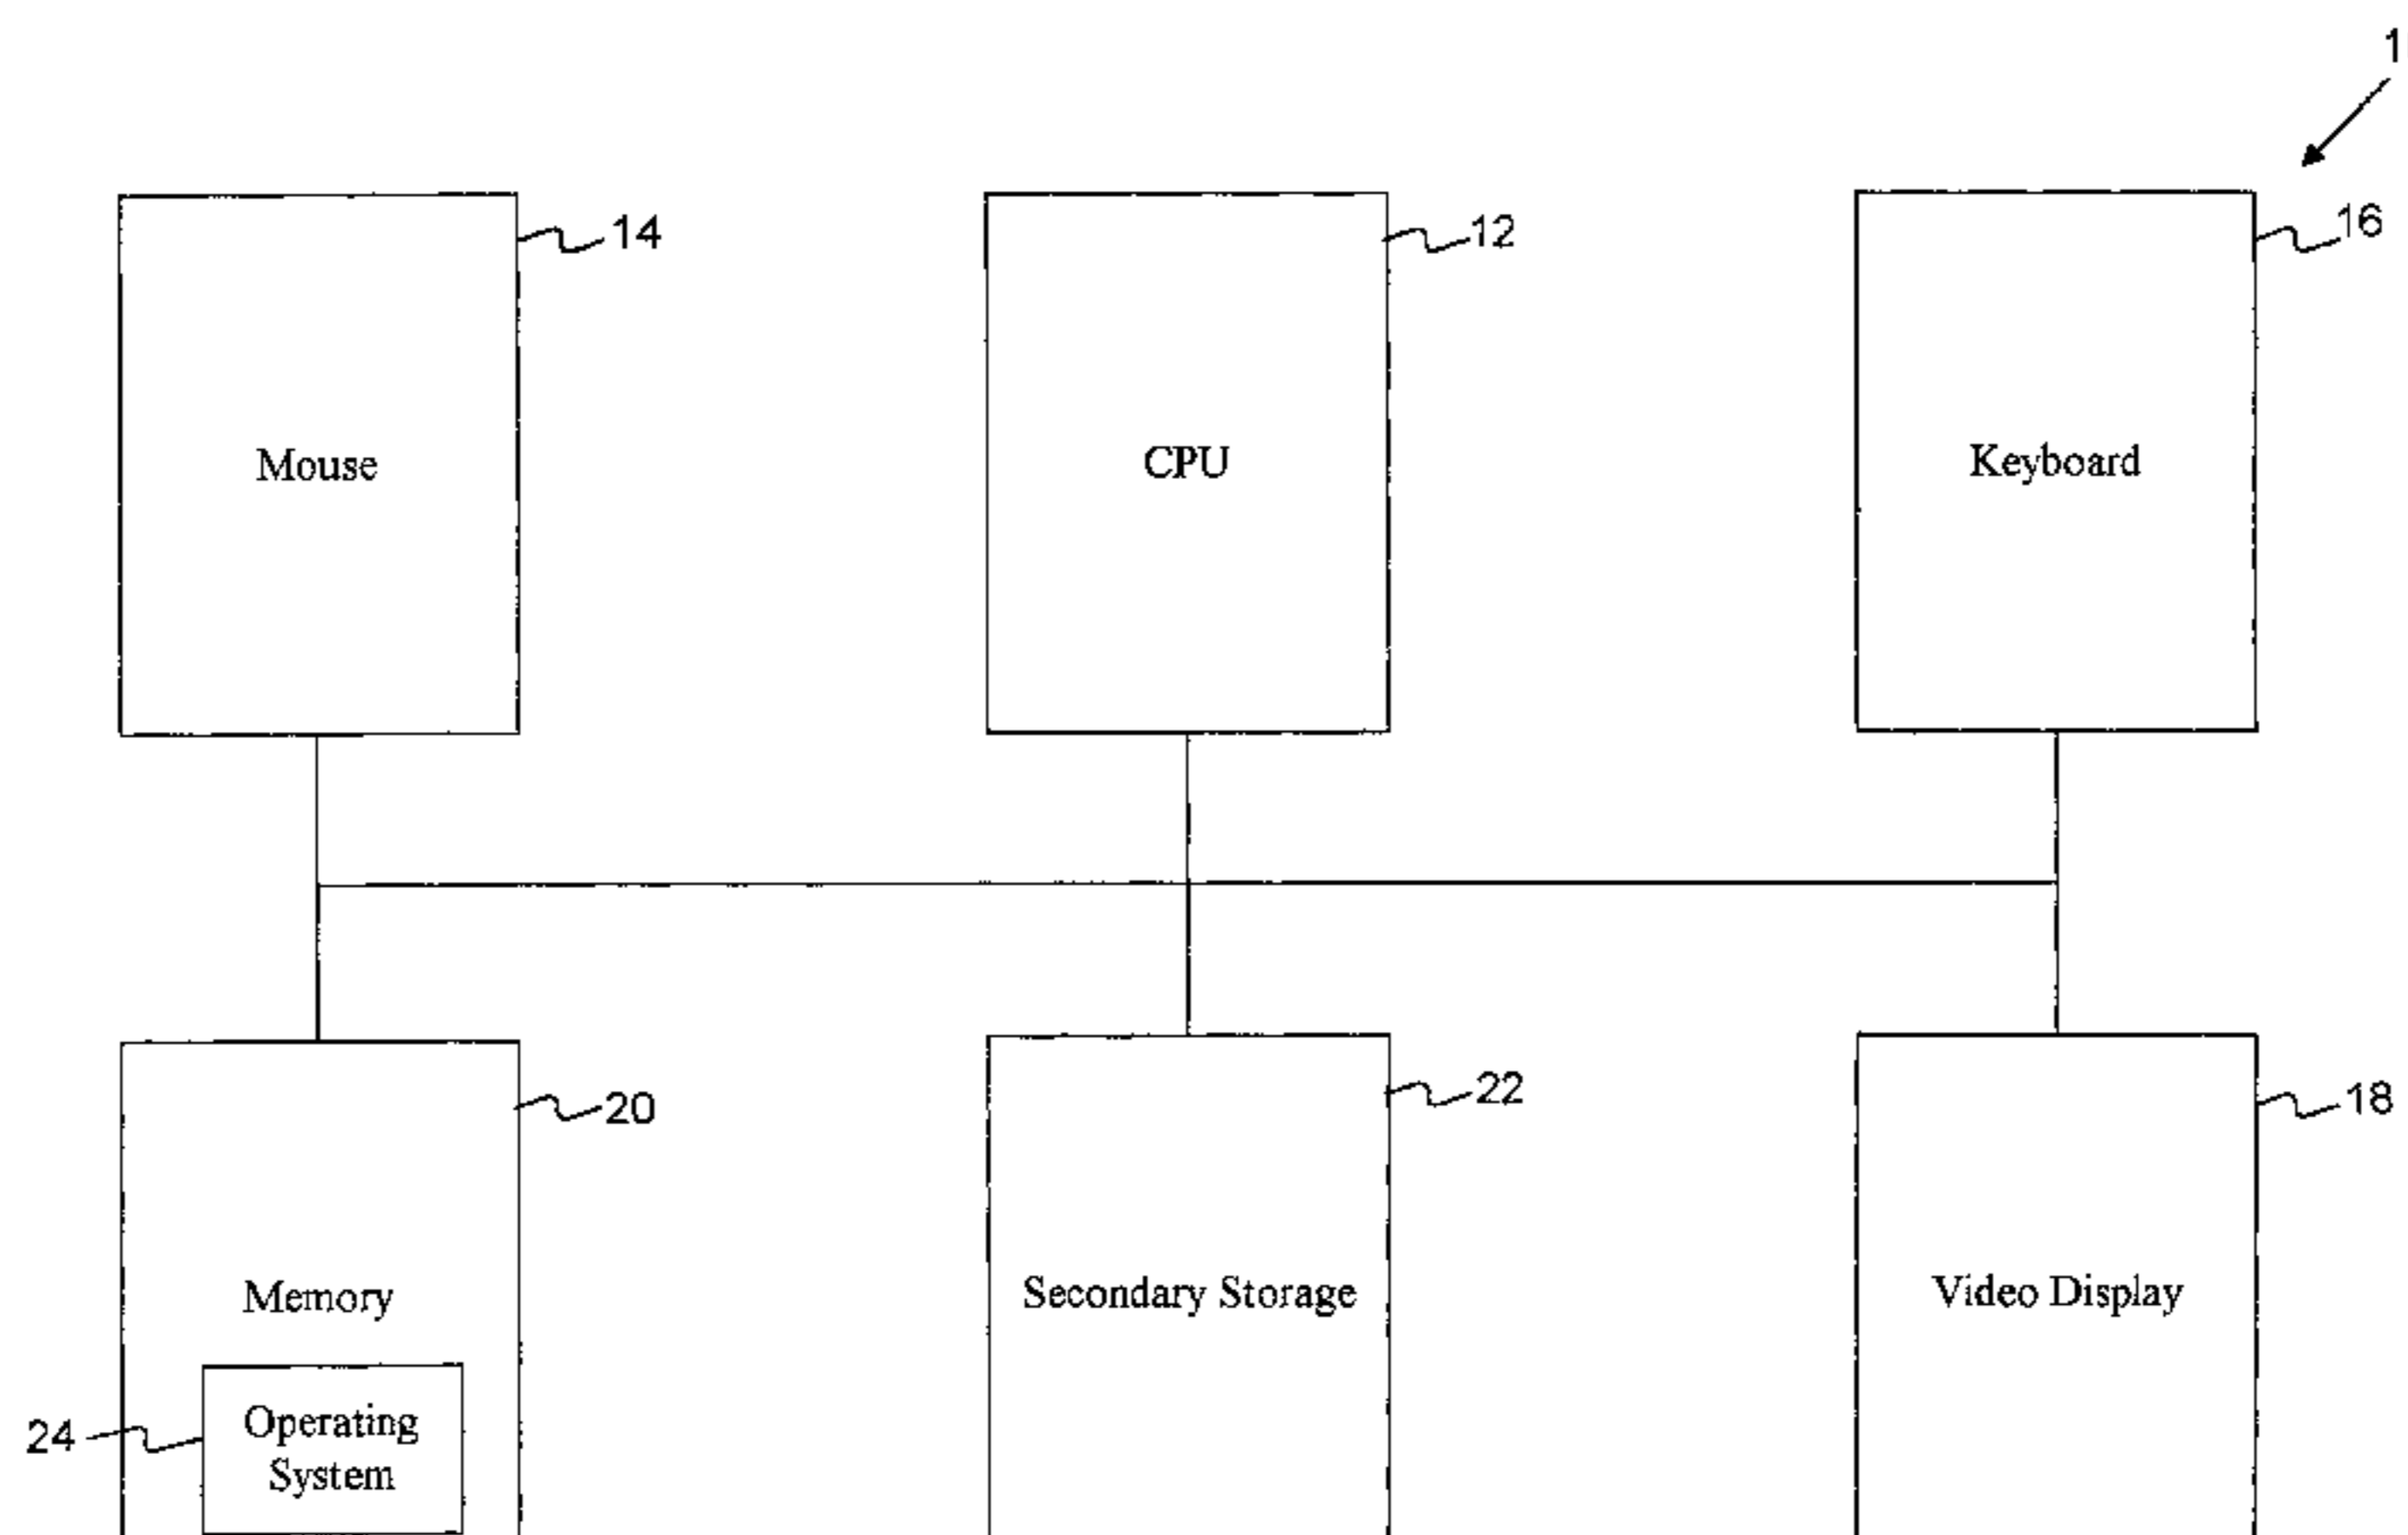 1
14
12
16
Mouse
CPU
Keyboard
20
22
18
Memory
Secondary Storage
Video Display
24
Operating
System